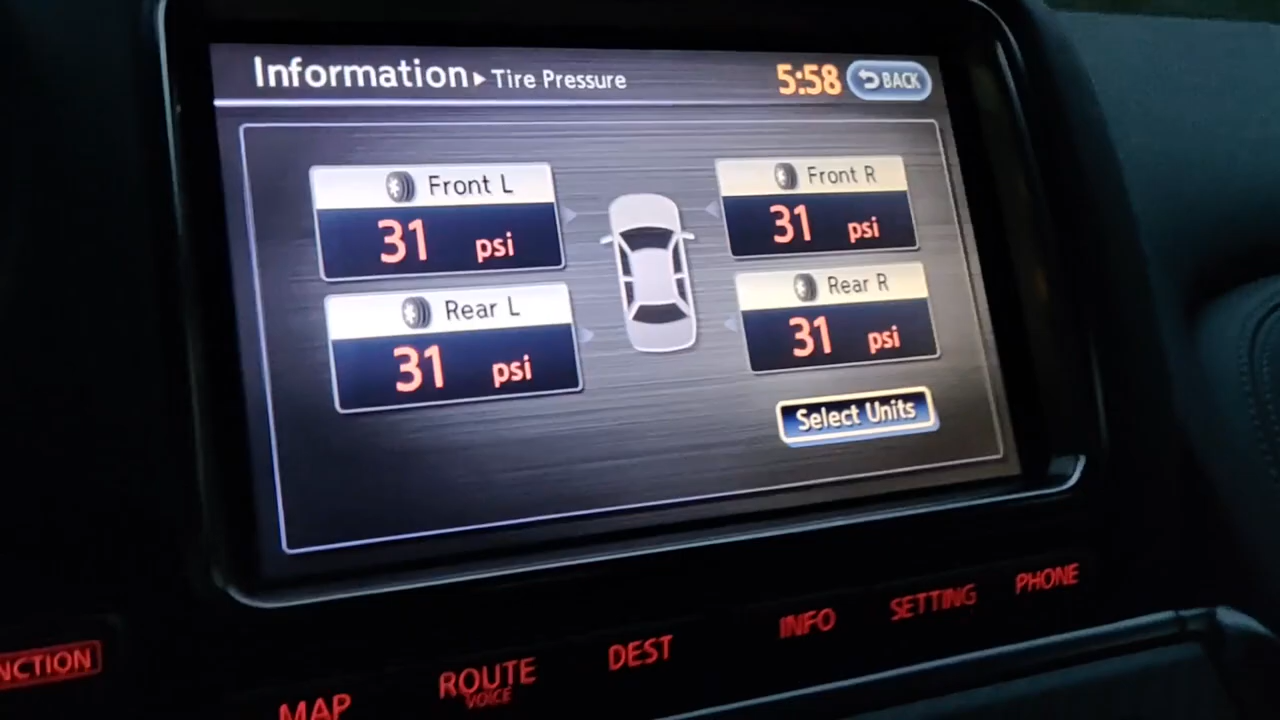 Information ▸ Tire Pressure 5:58 BACK
Front L
31 psi
Front R
31 psi
Rear L
31 psi
Rear R
31 psi
Select Units
NCTION
MAP
ROUTE
VOICE
DEST
INFO
SETTING
PHONE